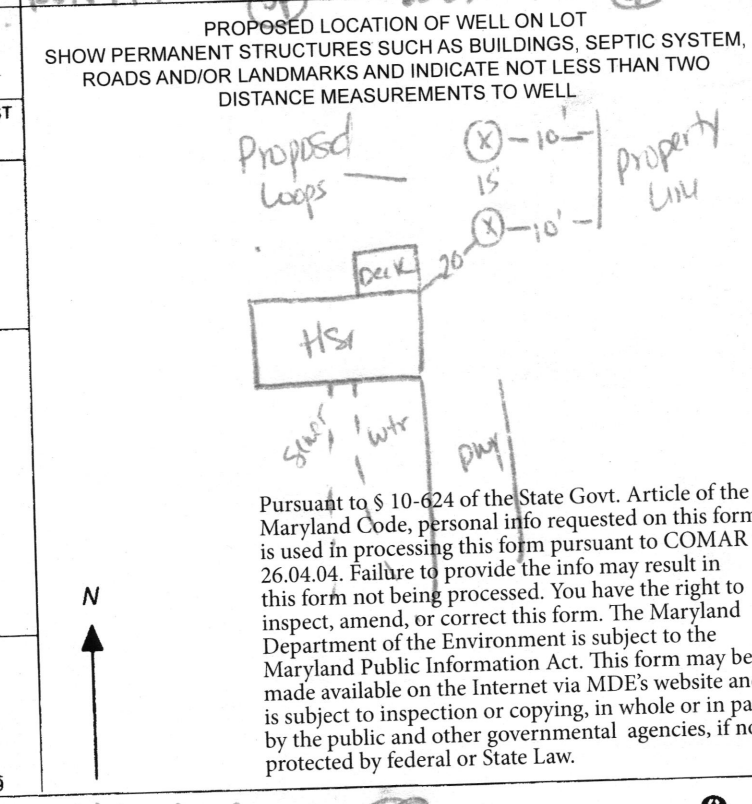 PROPOSED LOCATION OF WELL ON LOT
SHOW PERMANENT STRUCTURES SUCH AS BUILDINGS, SEPTIC SYSTEM,
ROADS AND/OR LANDMARKS AND INDICATE NOT LESS THAN TWO
DISTANCE MEASUREMENTS TO WELL
Proposd
Loops
X - 10' -
15
X - 10' -
Property
20
Deck
HSE
Sewer
Wtr
N
Pursuant to § 10-624 of the State Govt. Article of the
Maryland Code, personal info requested on this form
is used in processing this form pursuant to COMAR
26.04.04. Failure to provide the info may result in
this form not being processed. You have the right to
inspect, amend, or correct this form. The Maryland
Department of the Environment is subject to the
Maryland Public Information Act. This form may be
made available on the Internet via MDE's website an
is subject to inspection or copying, in whole or in pa
by the public and other governmental agencies, if no
protected by federal or State Law.